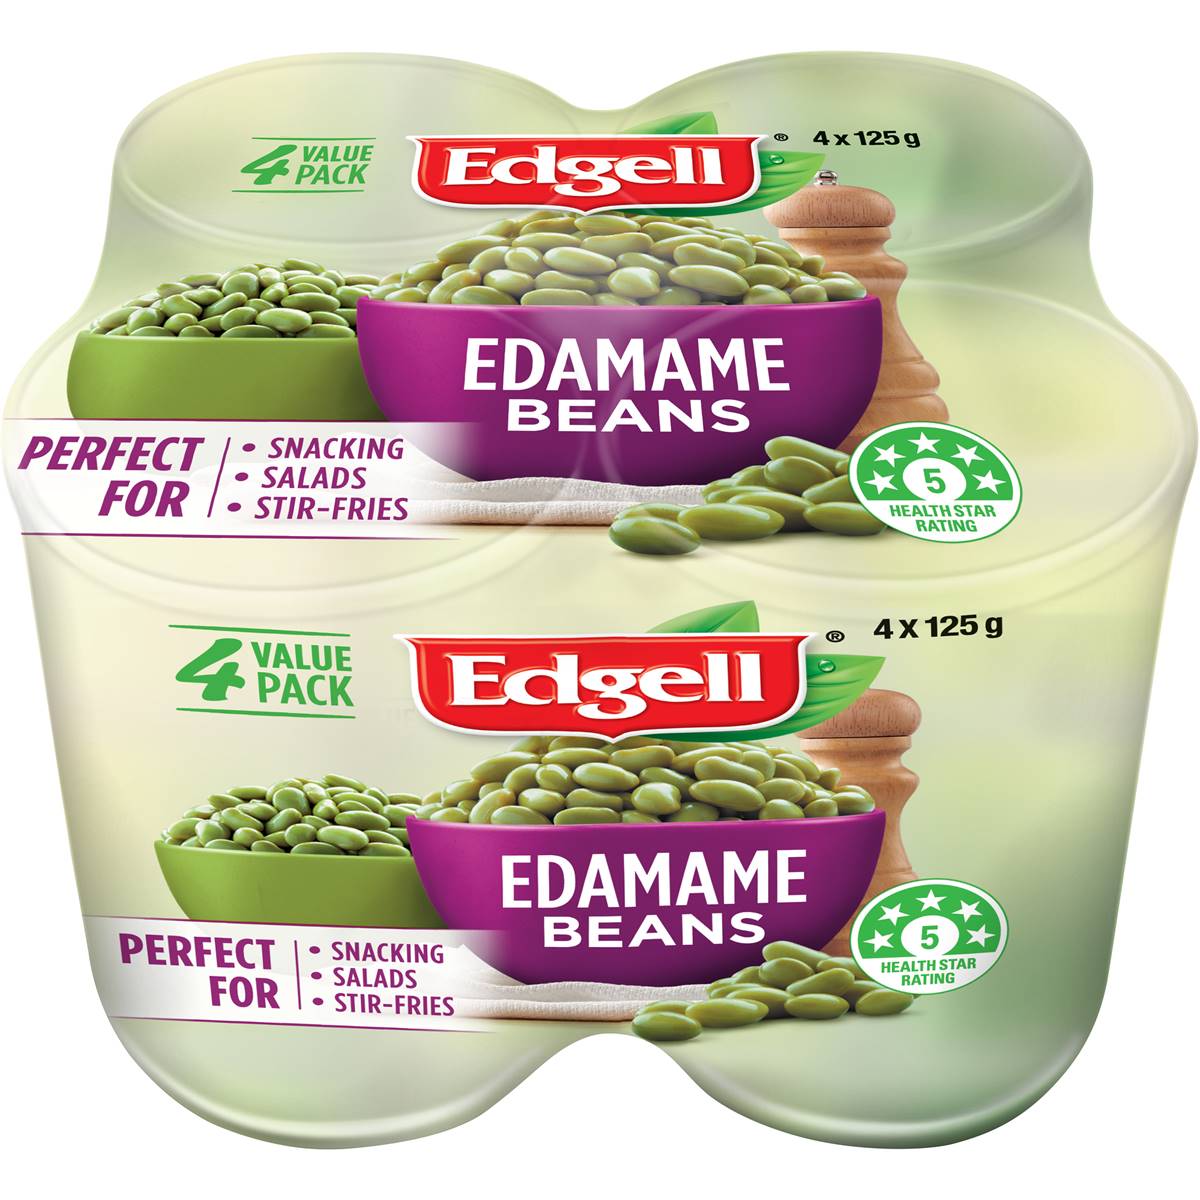 4 VALUE PACK
Edgell®
4 x 125 g
EDAMAME
BEANS
PERFECT FOR
• SNACKING
• SALADS
• STIR-FRIES
5
HEALTH STAR
RATING
4 VALUE PACK
Edgell®
4 x 125 g
EDAMAME
BEANS
PERFECT FOR
• SNACKING
• SALADS
• STIR-FRIES
5
HEALTH STAR
RATING